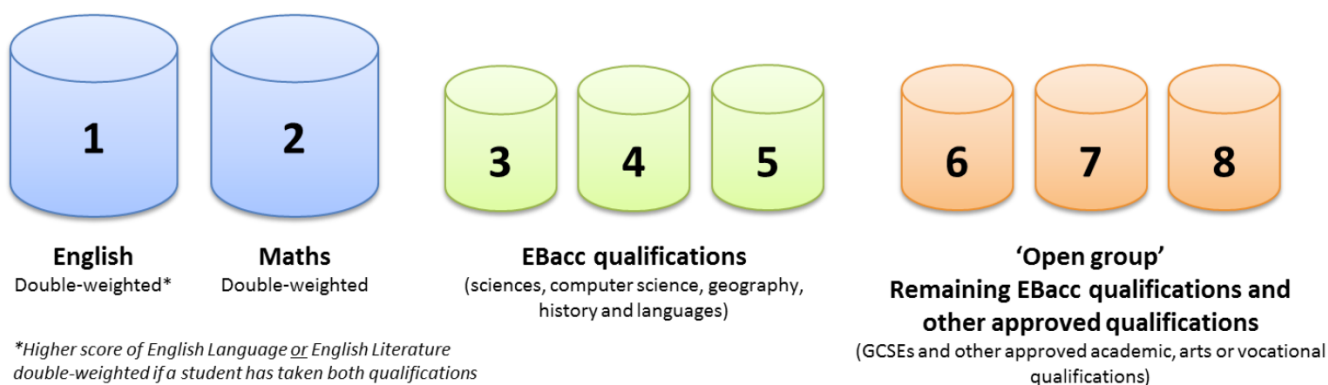 1
2
3
4
5
6
7
8
English
Double-weighted*
Maths
Double-weighted
EBacc qualifications
(sciences, computer science, geography,
history and languages)
‘Open group’
Remaining EBacc qualifications and
other approved qualifications
(GCSEs and other approved academic, arts or vocational
qualifications)
*Higher score of English Language or English Literature
double-weighted if a student has taken both qualifications